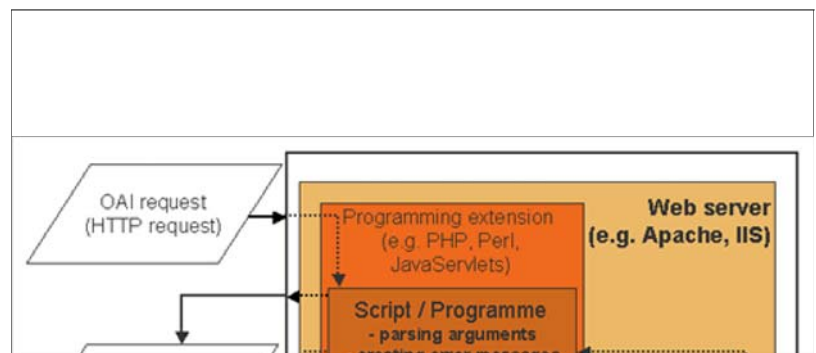 OAI request
(HTTP request)
Programming extension
(e.g. PHP, Perl,
JavaServlets)
Web server
(e.g. Apache, IIS)
Script / Programme
- parsing arguments